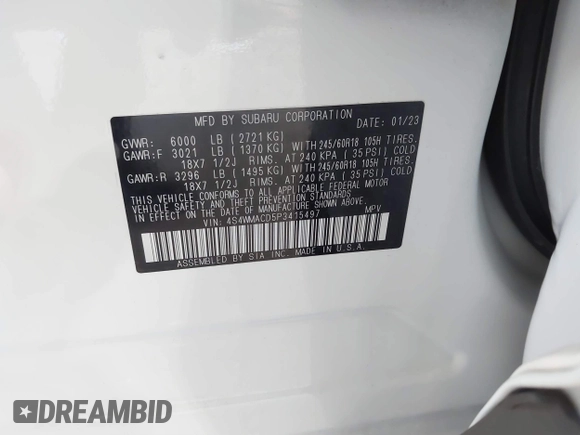 MFD BY SUBARU CORPORATION
DATE: 01/23
GVWR: 6000 LB ( 2721 KG)
GAWR:F 3021 LB ( 1370 KG) WITH 245/60R18 105H TIRES.
18X7 1/2J RIMS. AT 240 KPA ( 35 PSI) COLD
GAWR:R 3296 LB ( 1495 KG) WITH 245/60R18 105H TIRES.
18X7 1/2J RIMS. AT 240 KPA ( 35 PSI) COLD
THIS VEHICLE CONFORMS TO ALL APPLICABLE FEDERAL MOTOR
VEHICLE SAFETY STANDARDS IN EFFECT ON THE
DATE OF MANUFACTURE SHOWN ABOVE.
VIN: 4S4WMACD5P3415497 MPV
ASSEMBLED BY SIA INC. MADE IN U.S.A.
DREAMBID